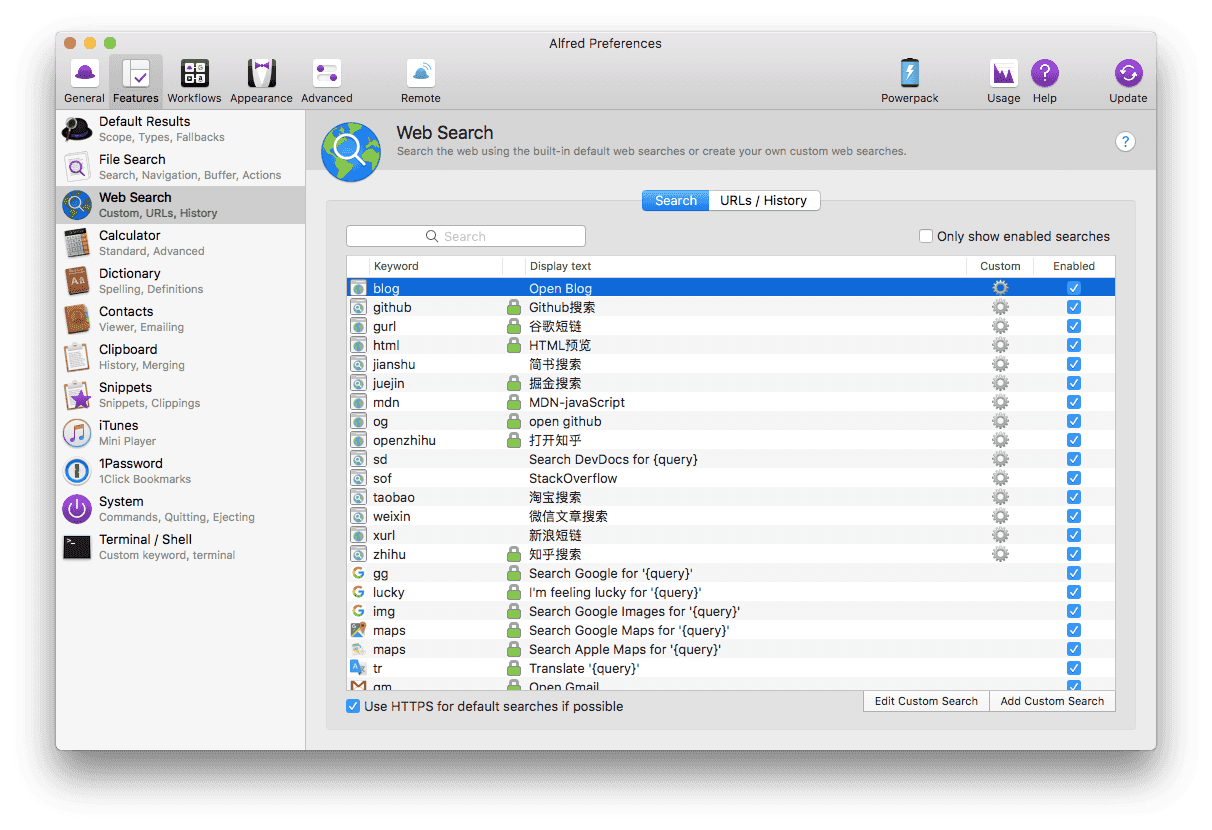 Alfred Preferences
General Features Workflows Appearance Advanced Remote Powerpack Usage Help Update
Default Results
Scope, Types, Fallbacks
File Search
Search, Navigation, Buffer, Actions
Web Search
Custom, URLs, History
Calculator
Standard, Advanced
Dictionary
Spelling, Definitions
Contacts
Viewer, Emailing
Clipboard
History, Merging
Snippets
Snippets, Clippings
iTunes
Mini Player
1Password
1Click Bookmarks
System
Commands, Quitting, Ejecting
Terminal / Shell
Custom keyword, terminal
Web Search
Search the web using the built-in default web searches or create your own custom web searches.
?
Search URLs / History
Search
Only show enabled searches
Keyword Display text Custom Enabled
blog Open Blog
github Github搜索
gurl 谷歌短链
html HTML预览
jianshu 简书搜索
juejin 掘金搜索
mdn MDN-javaScript
og open github
openzhihu 打开知乎
sd Search DevDocs for {query}
sof StackOverflow
taobao 淘宝搜索
weixin 微信文章搜索
xurl 新浪短链
zhihu 知乎搜索
gg Search Google for '{query}'
lucky I'm feeling lucky for '{query}'
img Search Google Images for '{query}'
maps Search Google Maps for '{query}'
maps Search Apple Maps for '{query}'
tr Translate '{query}'
gm Open Gmail
Use HTTPS for default searches if possible
Edit Custom Search Add Custom Search